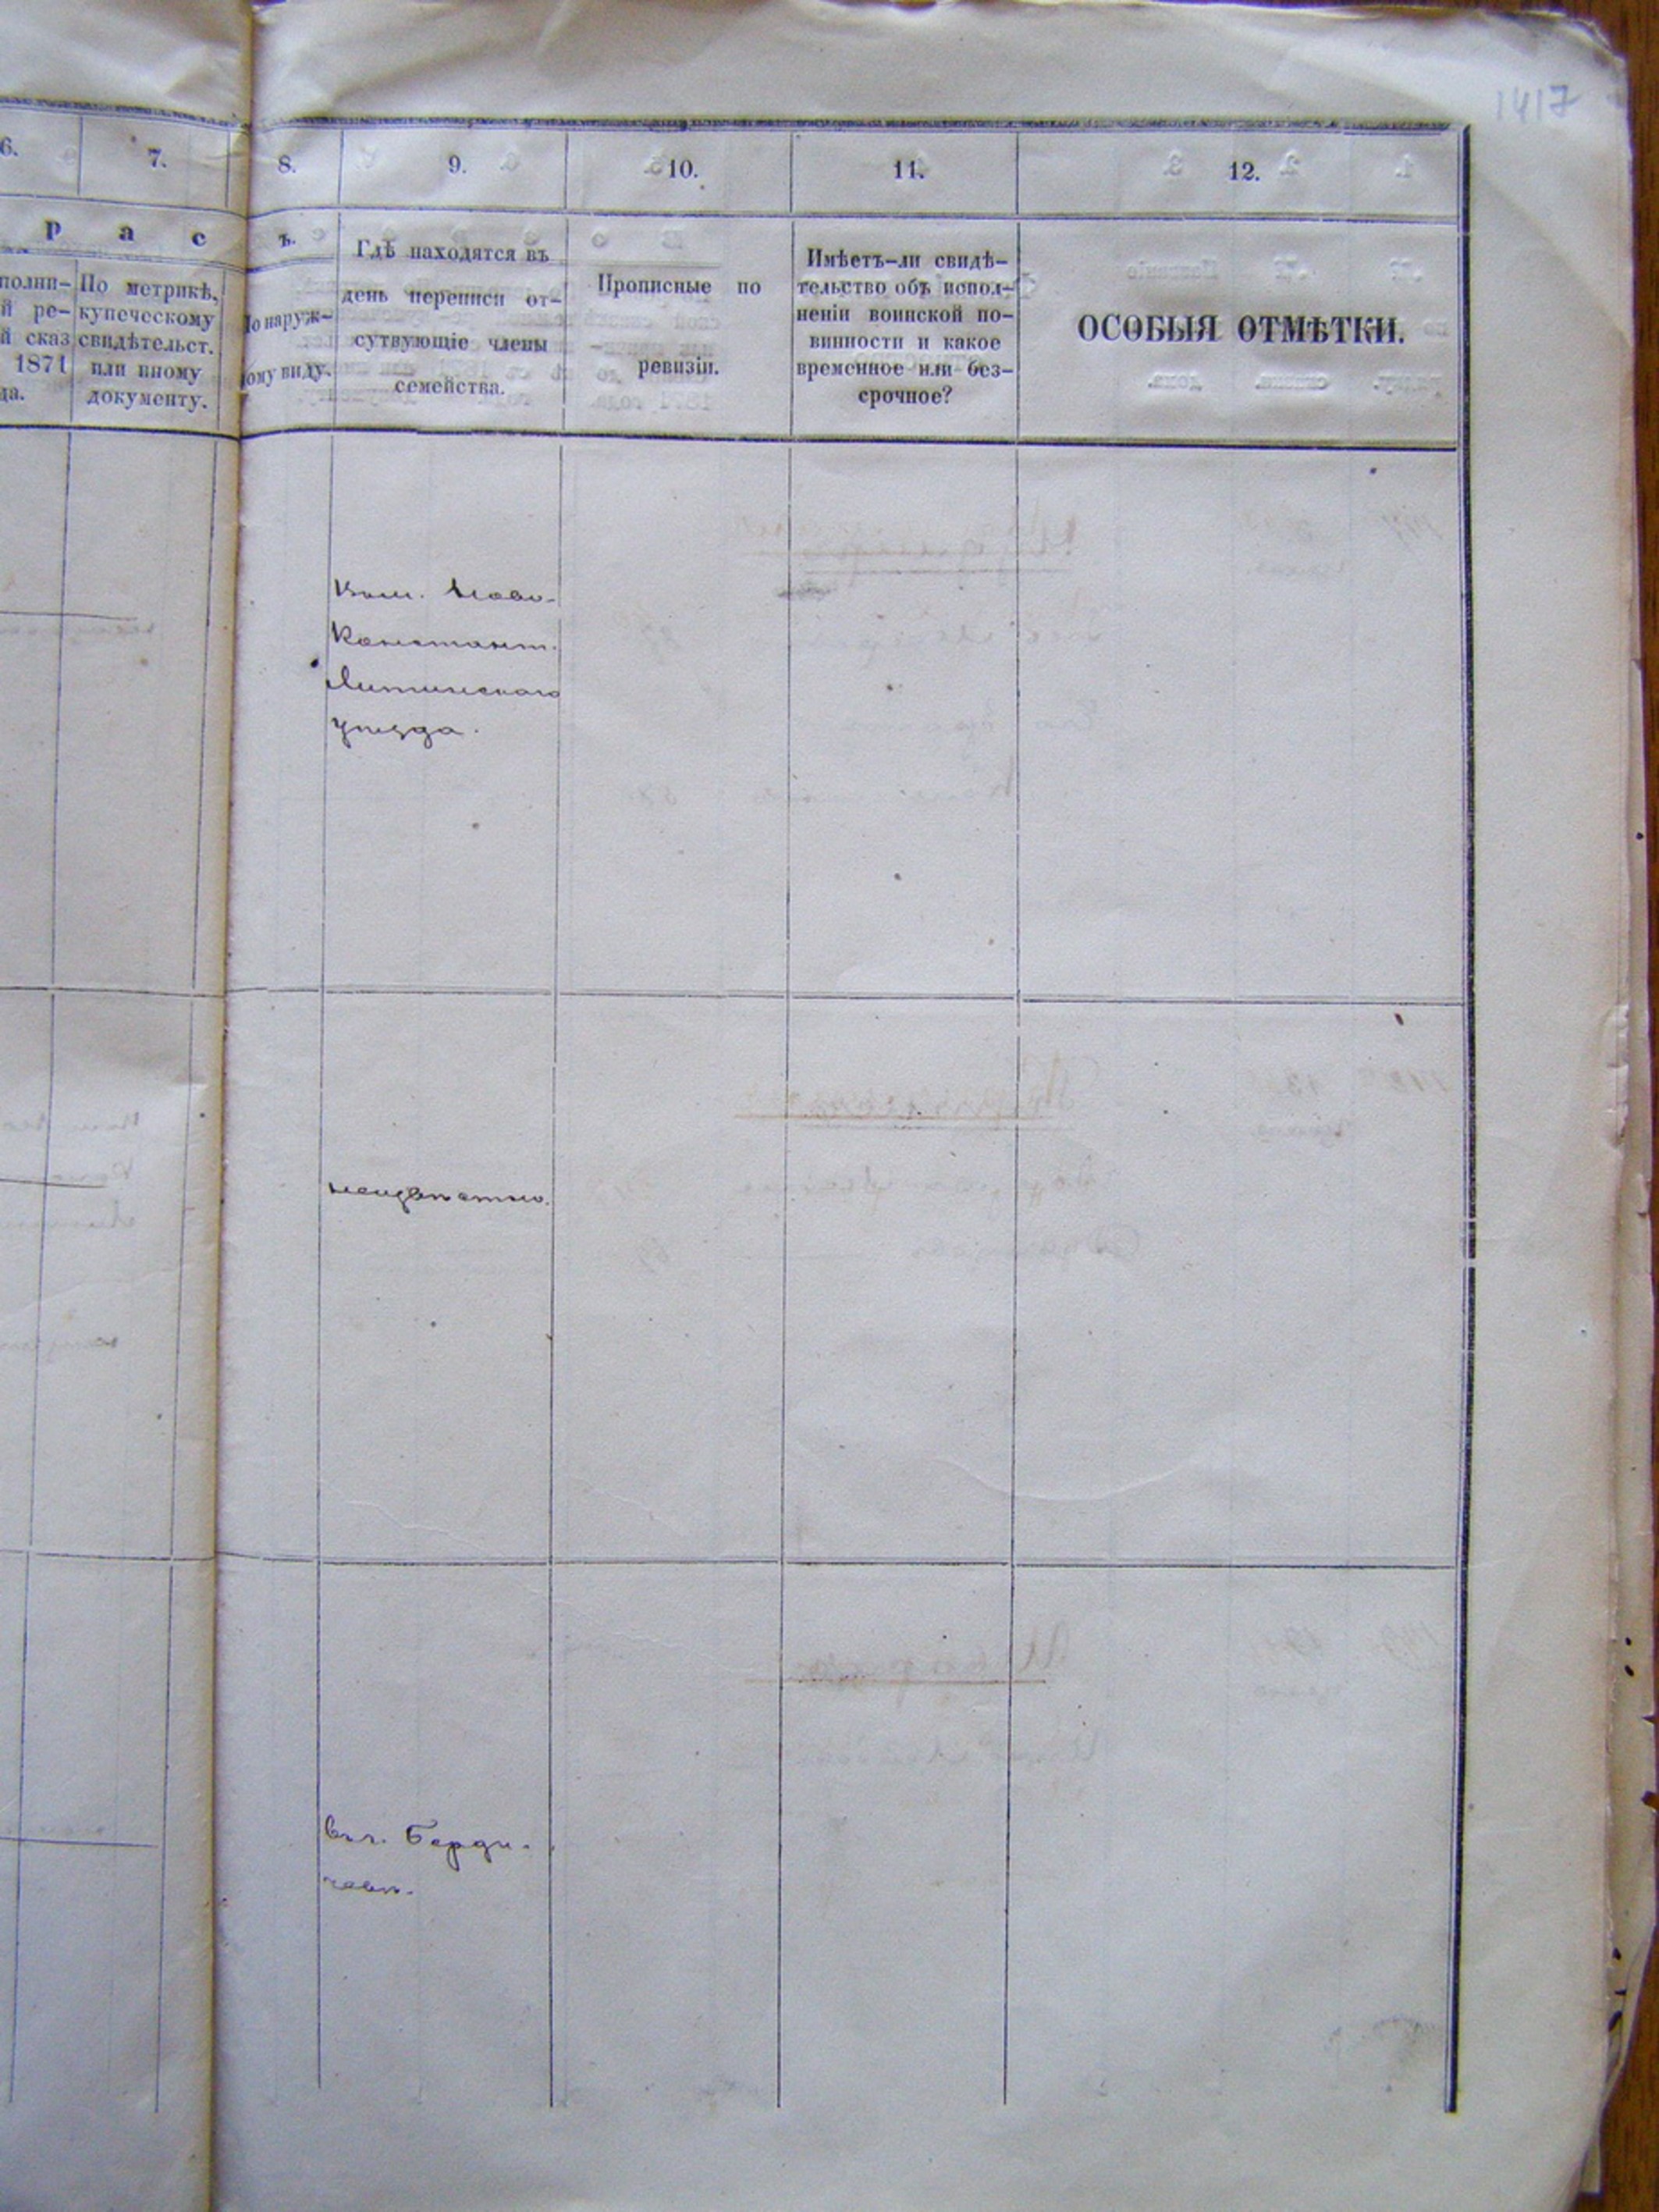 1417
6.
7.
8.
9.
10.
11.
12.
р а с
ъ.
полни-
й ре-
й сказ
1871
да.
По метрикѣ,
купеческому
свидѣтельст.
или иному
документу.
о наруж-
ому виду.
Гдѣ находятся въ
день переписи от-
сутвующіе члены
семейства.
Прописные по
ревизіи.
Имѣетъ-ли свидѣ-
тельство объ испол-
неніи воинской по-
винности и какое
временное или без-
срочное?
ОСОБЫЯ ОТМѢТКИ.
Ново-
Констант.
Литинскаго
уѣзда.
неизвѣстно.
въ г. Берди-
чевѣ.